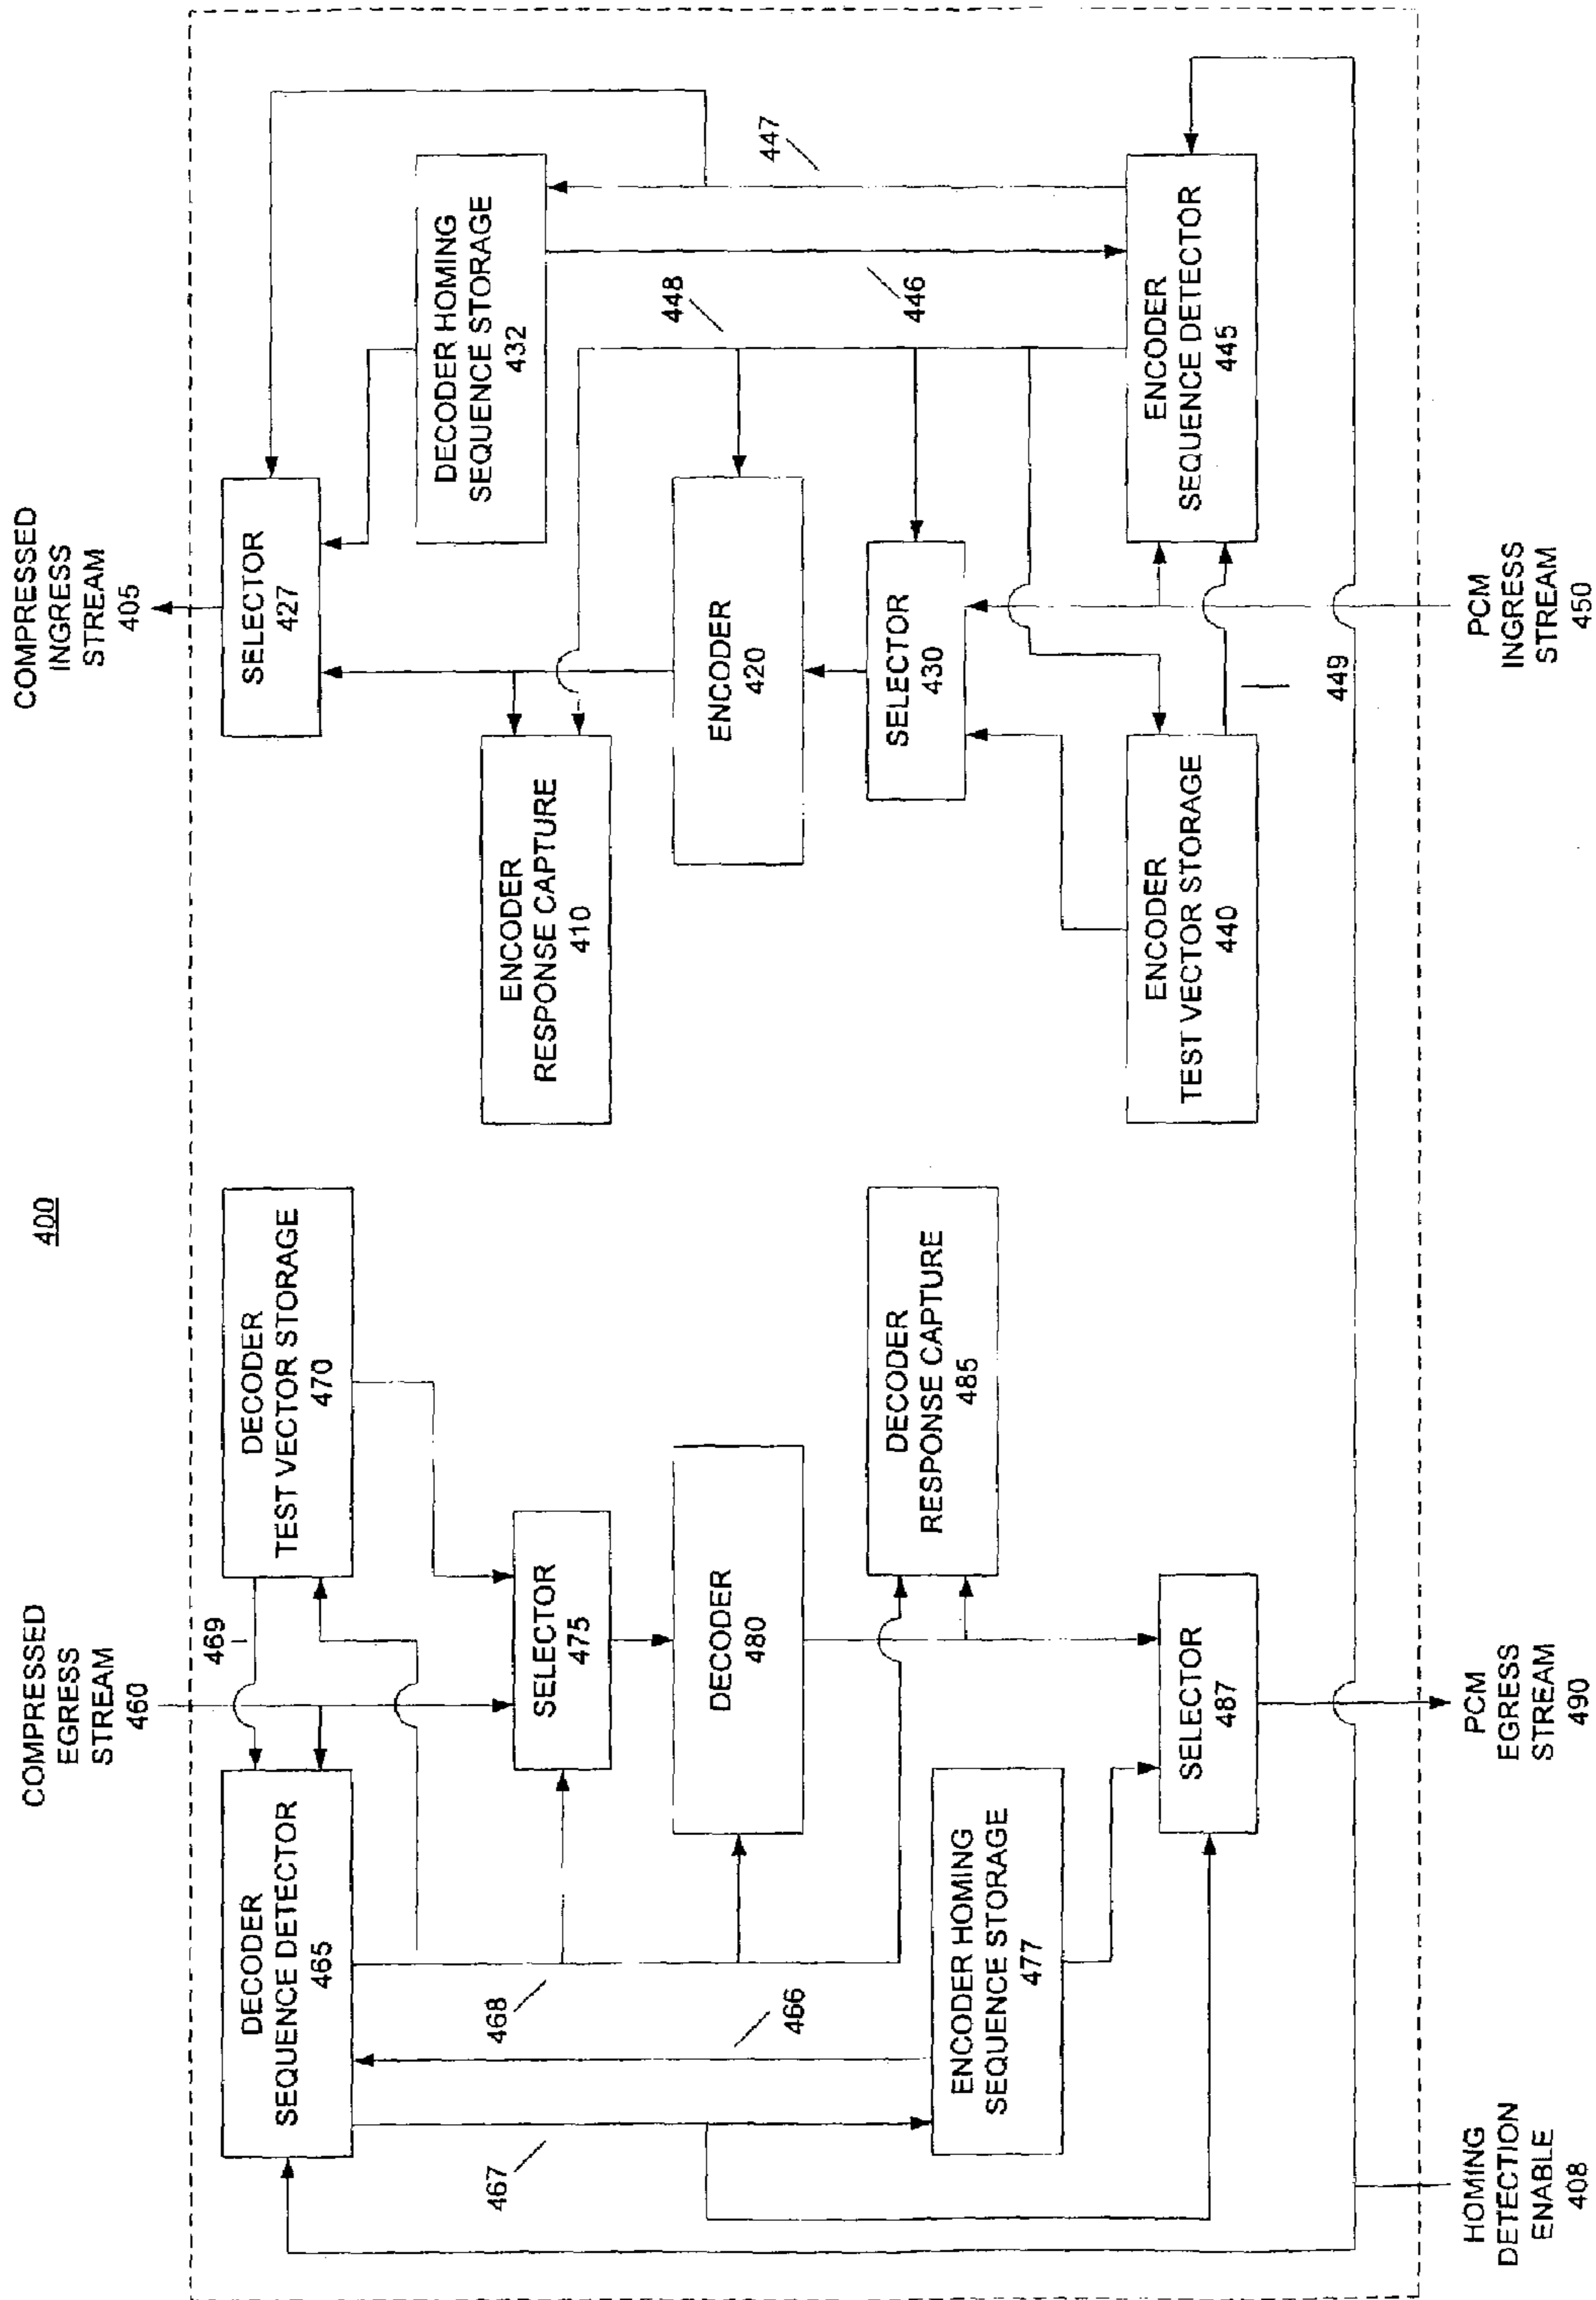 400
COMPRESSED
EGRESS
STREAM
460
COMPRESSED
INGRESS
STREAM
405
DECODER
SEQUENCE DETECTOR
465
469
DECODER
TEST VECTOR STORAGE
470
SELECTOR
427
DECODER HOMING
SEQUENCE STORAGE
432
SELECTOR
475
ENCODER
RESPONSE CAPTURE
410
468
467
466
DECODER
480
ENCODER
420
448
447
446
ENCODER HOMING
SEQUENCE STORAGE
477
DECODER
RESPONSE CAPTURE
485
SELECTOR
430
SELECTOR
487
ENCODER
TEST VECTOR STORAGE
440
ENCODER
SEQUENCE DETECTOR
445
449
HOMING
DETECTION
ENABLE
408
PCM
EGRESS
STREAM
490
PCM
INGRESS
STREAM
450